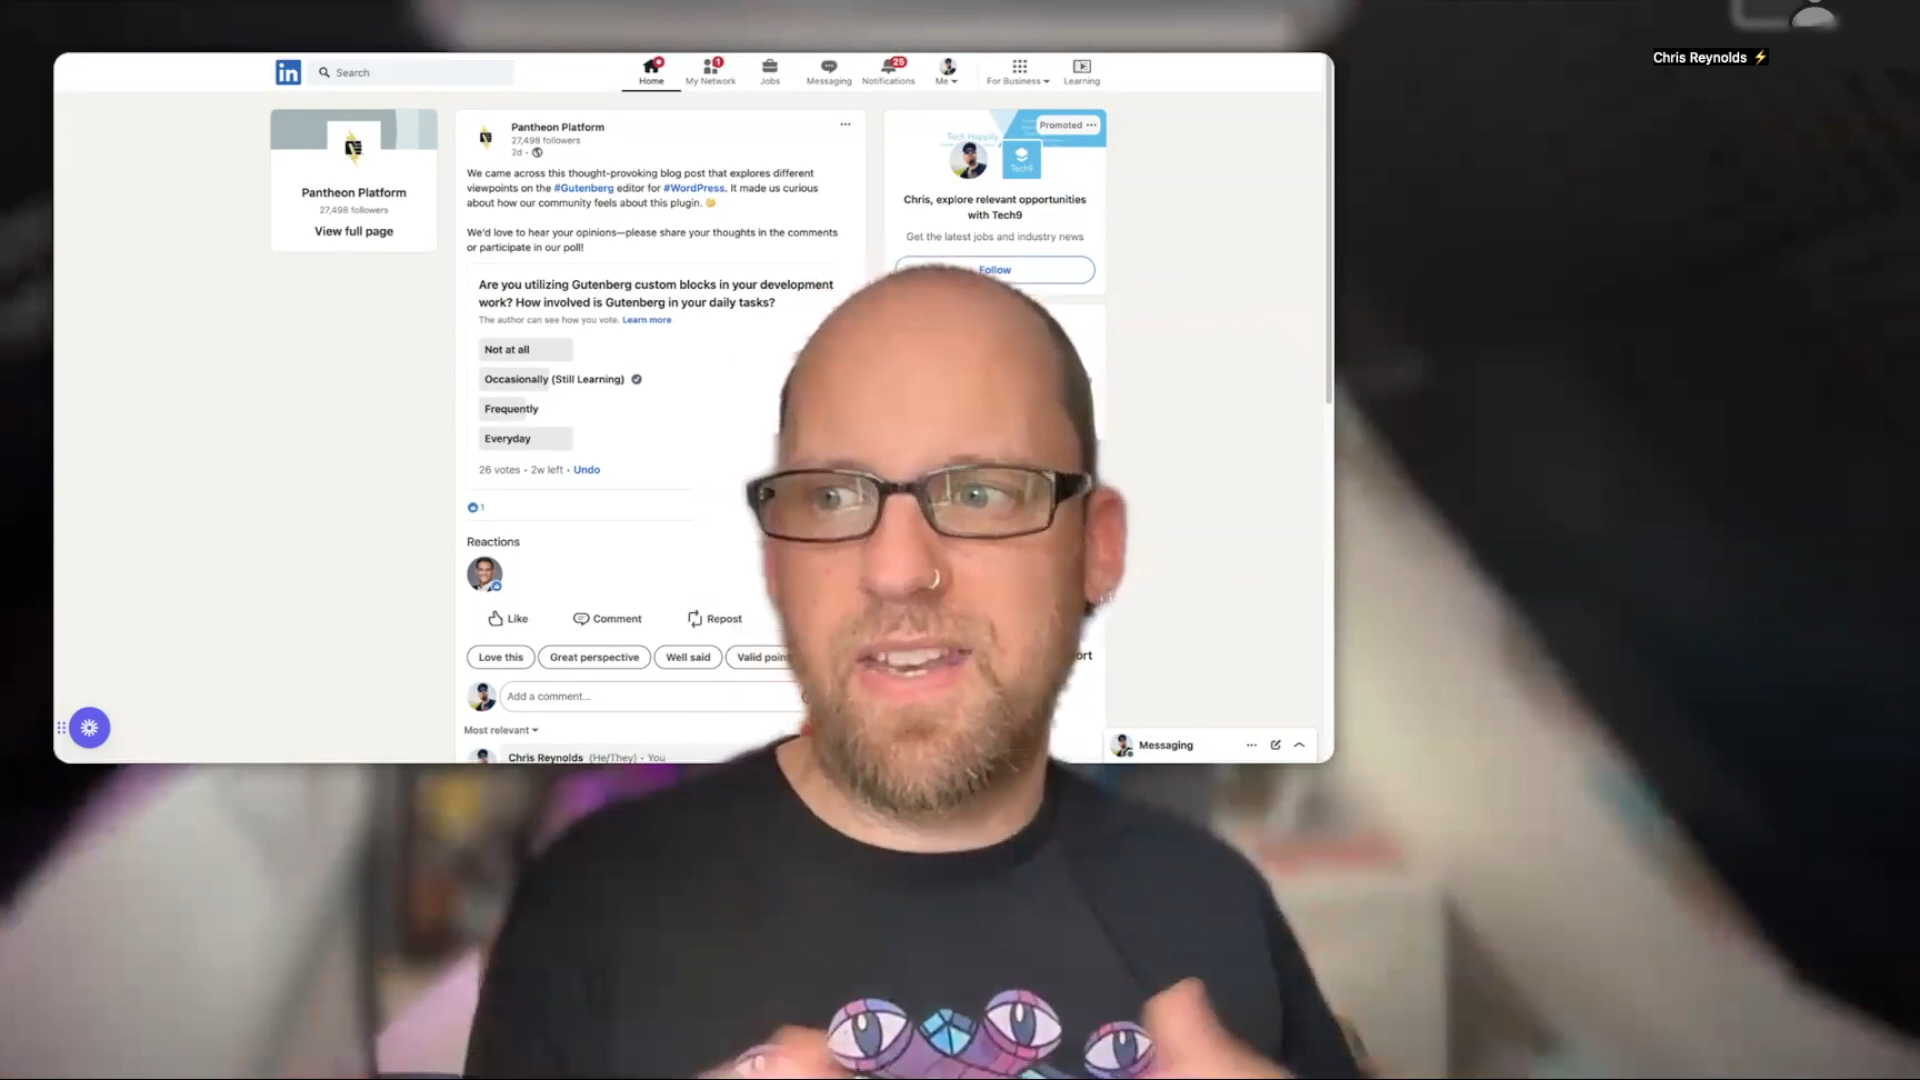 Chris Reynolds ⚡
in
Search
Home
1
My Network
Jobs
Messaging
25
Notifications
Me
For Business
Learning
Pantheon Platform
27,498 followers
View full page
Pantheon Platform
27,498 followers
2d •
We came across this thought-provoking blog post that explores different
viewpoints on the #Gutenberg editor for #WordPress. It made us curious
about how our community feels about this plugin.
We'd love to hear your opinions—please share your thoughts in the comments
or participate in our poll!
Are you utilizing Gutenberg custom blocks in your development
work? How involved is Gutenberg in your daily tasks?
The author can see how you vote. Learn more
Not at all
Occasionally (Still Learning)
Frequently
Everyday
26 votes • 2w left • Undo
1
Reactions
Like
Comment
Repost
Love this
Great perspective
Well said
Valid poin
Add a comment...
Most relevant
Chris Reynolds (He/They) • You
Promoted
Tech Happily
Tech9
Chris, explore relevant opportunities
with Tech9
Get the latest jobs and industry news
Follow
ort
Messaging